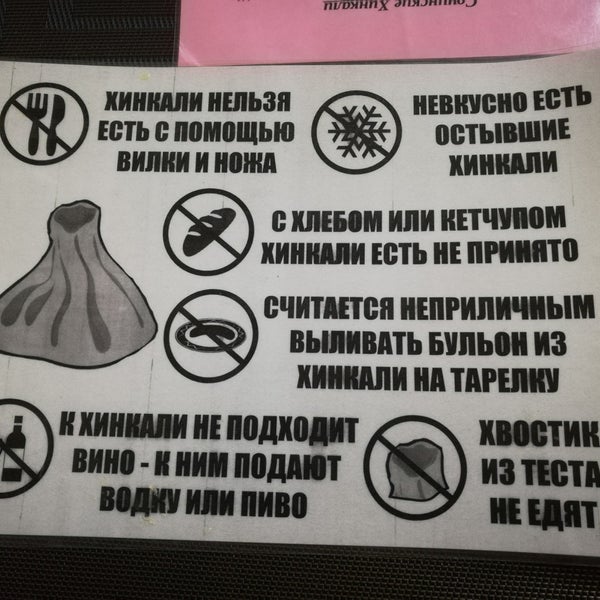 Сочинские Хинкали
ХИНКАЛИ НЕЛЬЗЯ
ЕСТЬ С ПОМОЩЬЮ
ВИЛКИ И НОЖА
НЕВКУСНО ЕСТЬ
ОСТЫВШИЕ
ХИНКАЛИ
С ХЛЕБОМ ИЛИ КЕТЧУПОМ
ХИНКАЛИ ЕСТЬ НЕ ПРИНЯТО
СЧИТАЕТСЯ НЕПРИЛИЧНЫМ
ВЫЛИВАТЬ БУЛЬОН ИЗ
ХИНКАЛИ НА ТАРЕЛКУ
К ХИНКАЛИ НЕ ПОДХОДИТ
ВИНО - К НИМ ПОДАЮТ
ВОДКУ ИЛИ ПИВО
ХВОСТИК
ИЗ ТЕСТА
НЕ ЕДЯТ